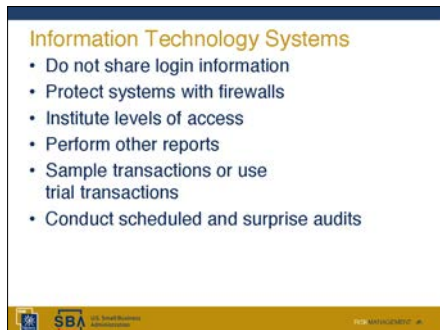 Information Technology Systems
• Do not share login information
• Protect systems with firewalls
• Institute levels of access
• Perform other reports
• Sample transactions or use
trial transactions
• Conduct scheduled and surprise audits
SBA
U.S. Small Business
Administration
RISK MANAGEMENT